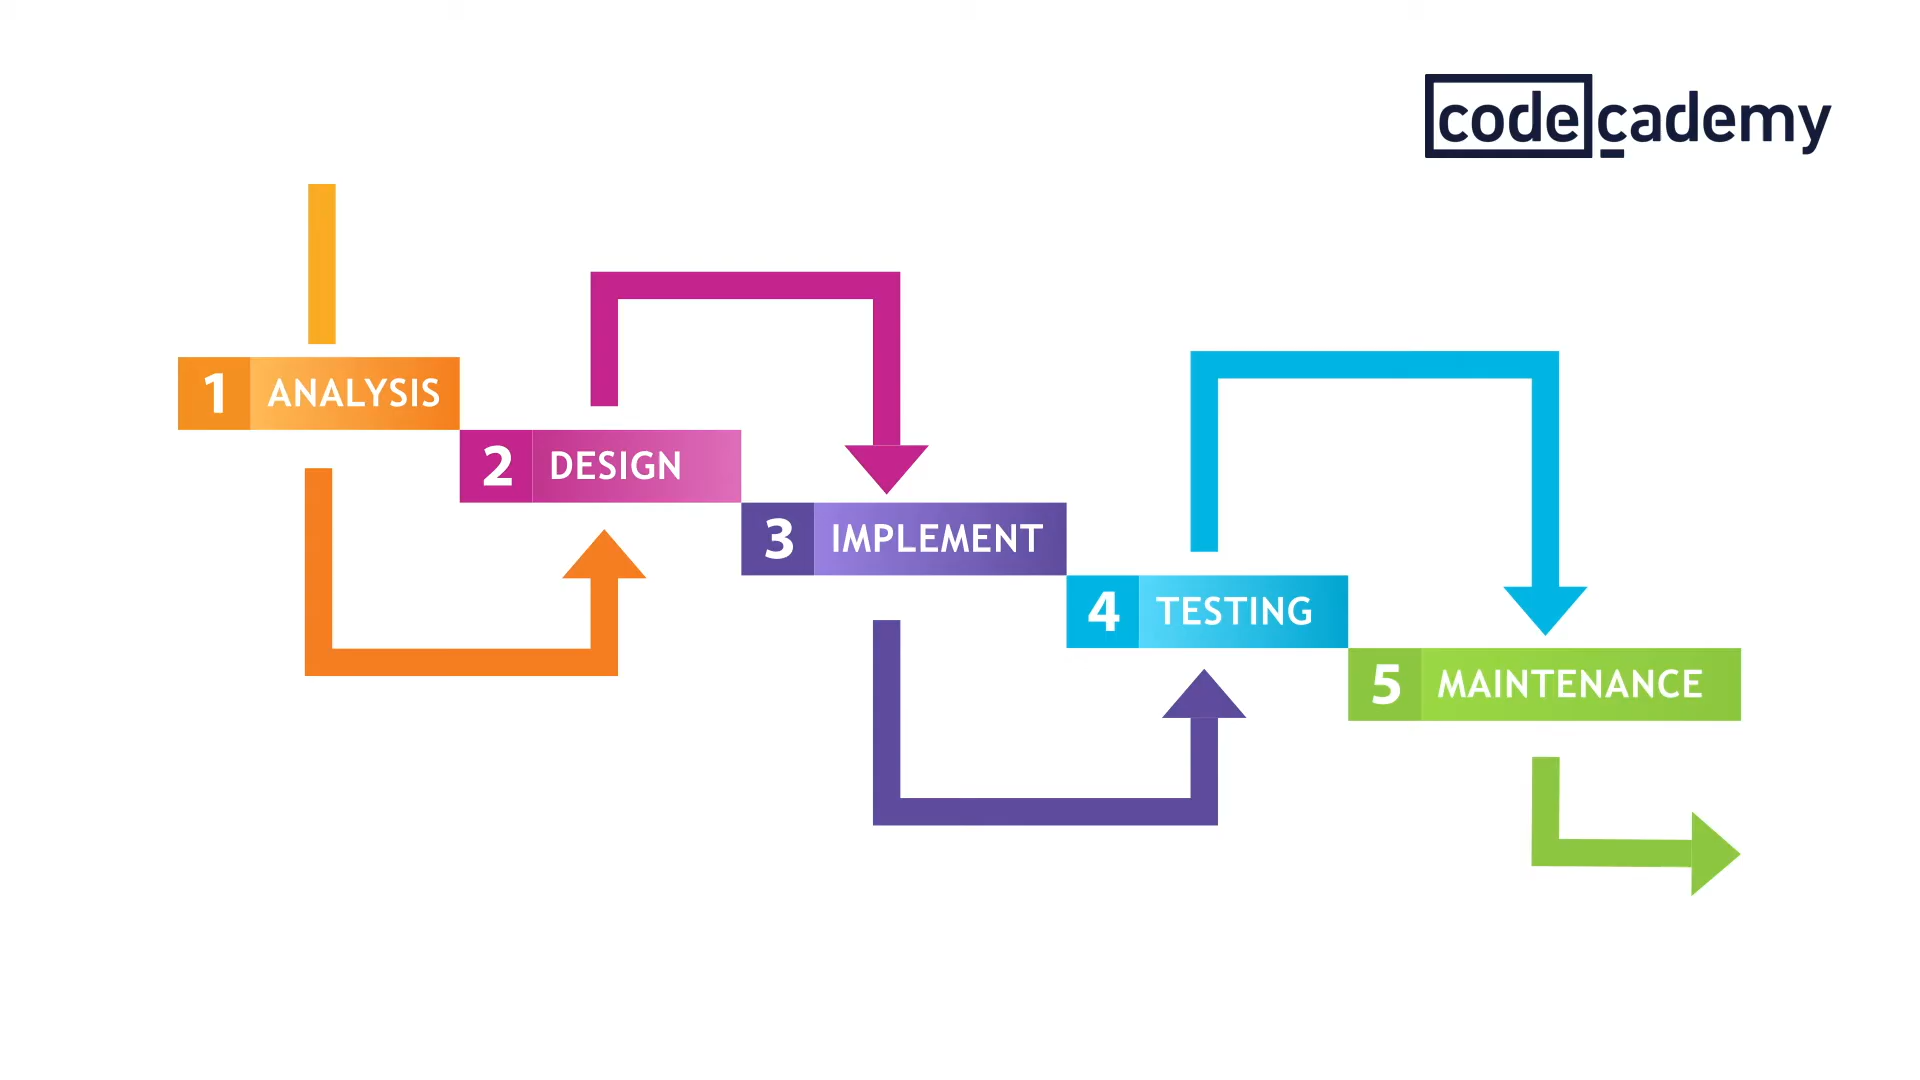 codecademy
1 ANALYSIS
2 DESIGN
3 IMPLEMENT
4 TESTING
5 MAINTENANCE